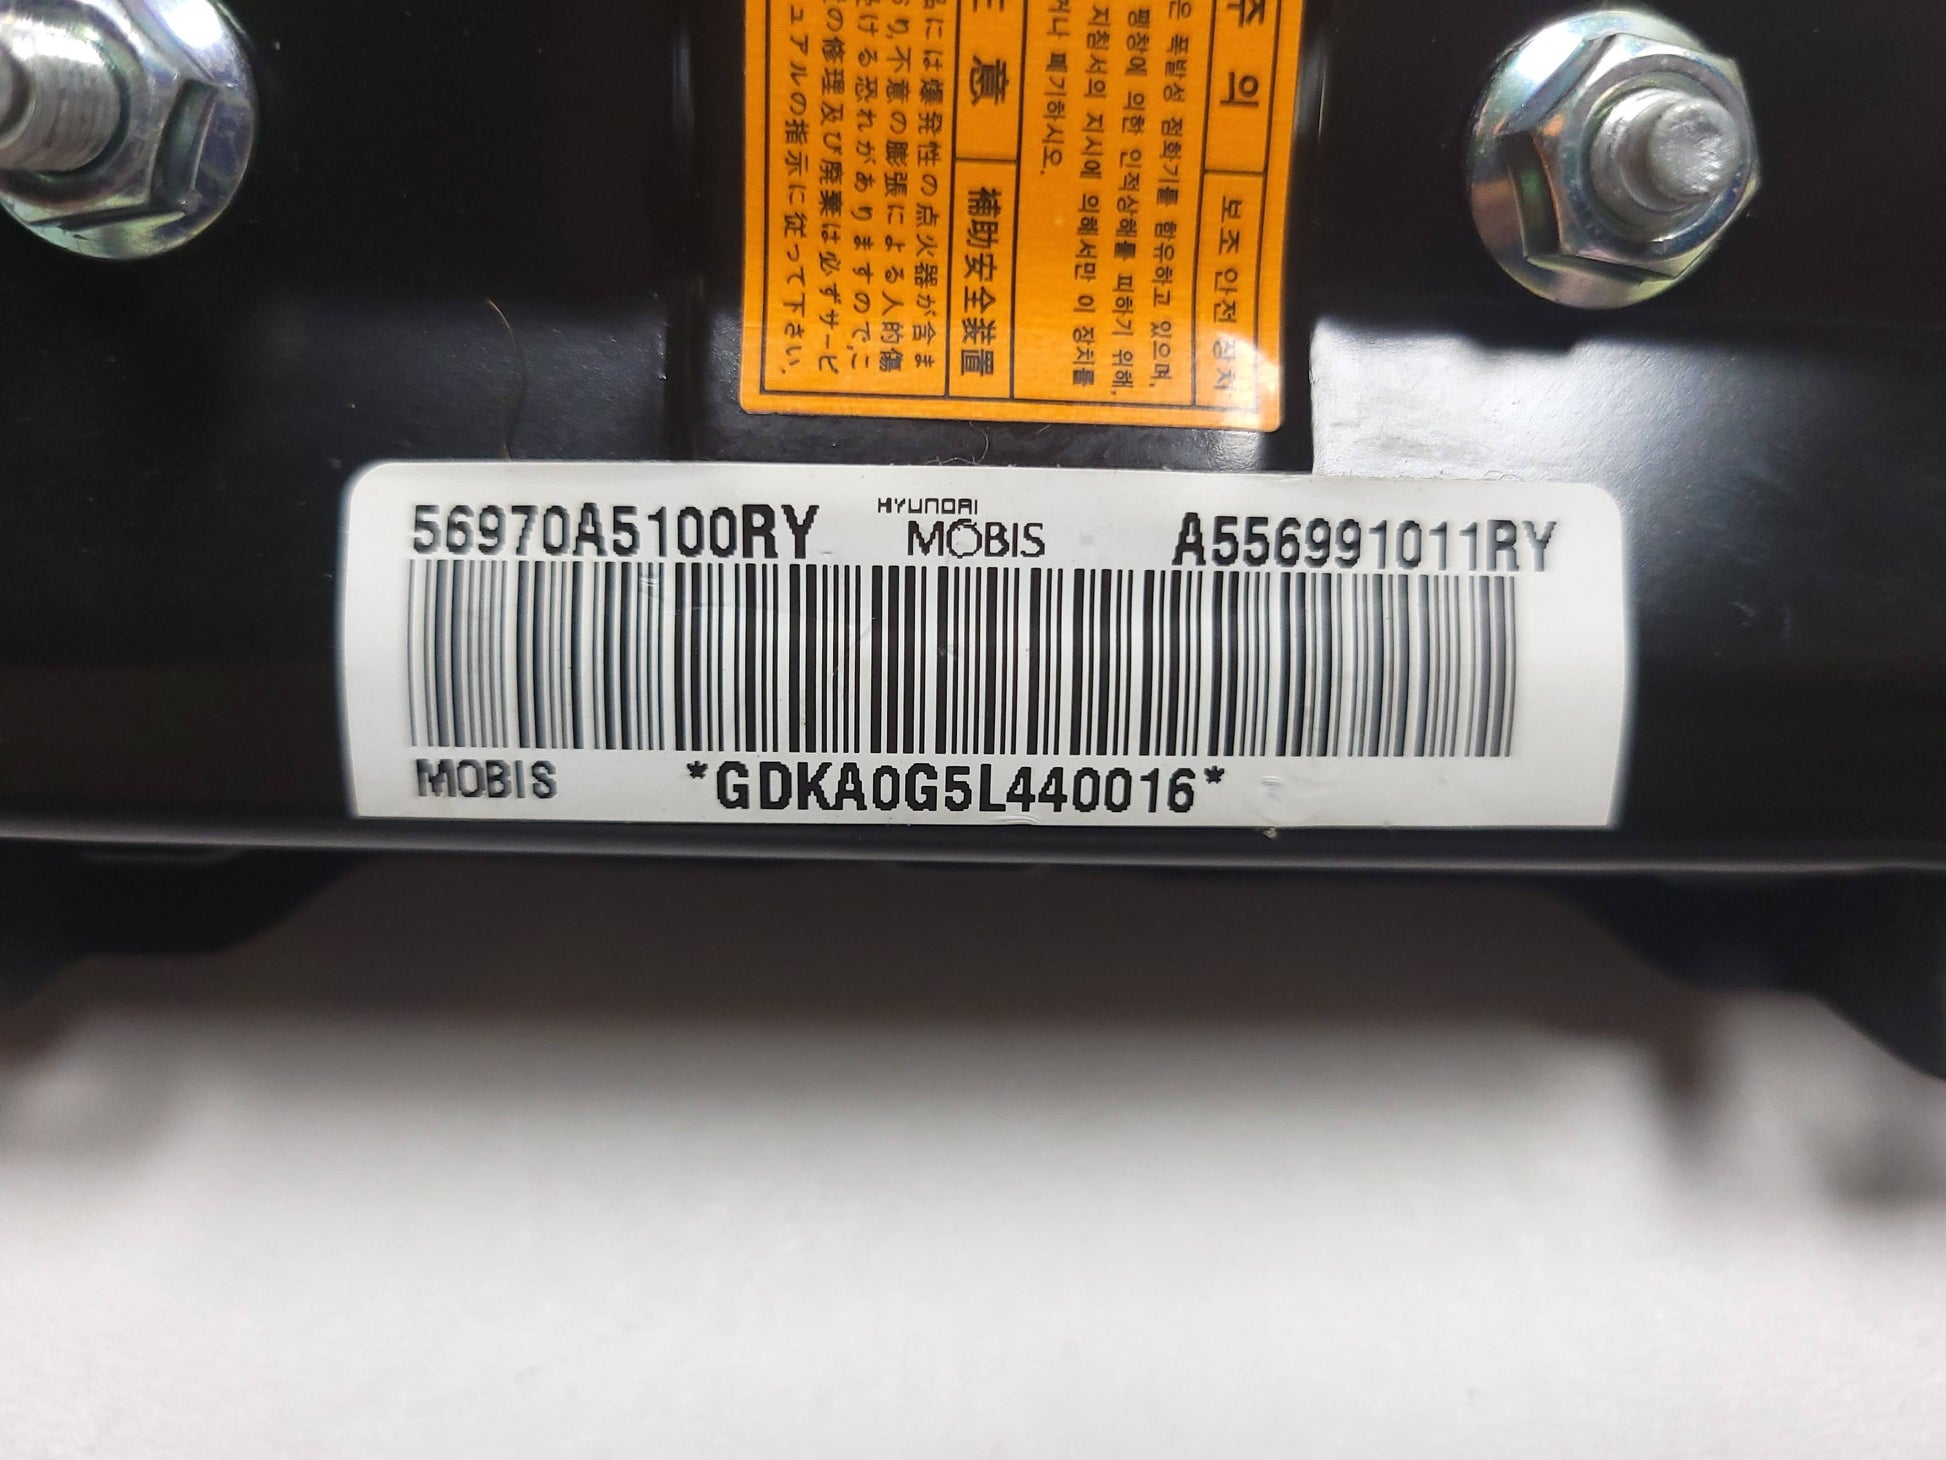 주 의
보조 안전 장치
은 폭발성 점화기를 함유하고 있으며,
팽창에 의한 인적상해를 피하기 위해,
지침서의 지시에 의해서만 이 장치를
거나 폐기하시오.
意
補助安全装置
品には爆発性の点火器が含ま
り,不意の膨張による人的傷
ける恐れがありますので,こ
の修理及び廃棄は必ずサービ
ュアルの指示に従って下さい.
56970A5100RY
HYUNDAI
MOBIS
A556991011RY
MOBIS
*GDKA0G5L440016*